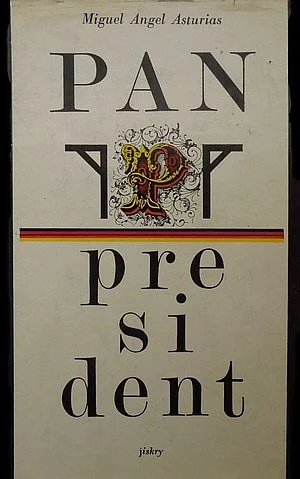 Miguel Angel Asturias
PAN
P
pre
si
dent
jiskry